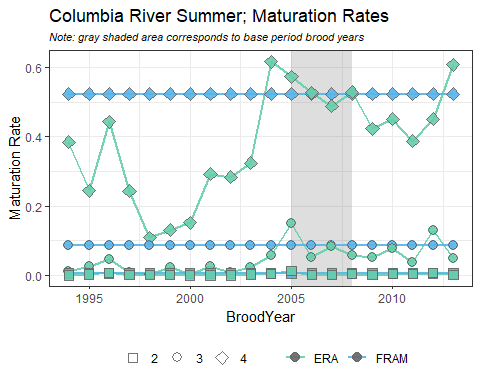 Columbia River Summer; Maturation Rates
Note: gray shaded area corresponds to base period brood years
0.6
0.4
0.2
0.0
Maturation Rate
1995 2000 2005 2010
BroodYear
2 3 4 ERA FRAM